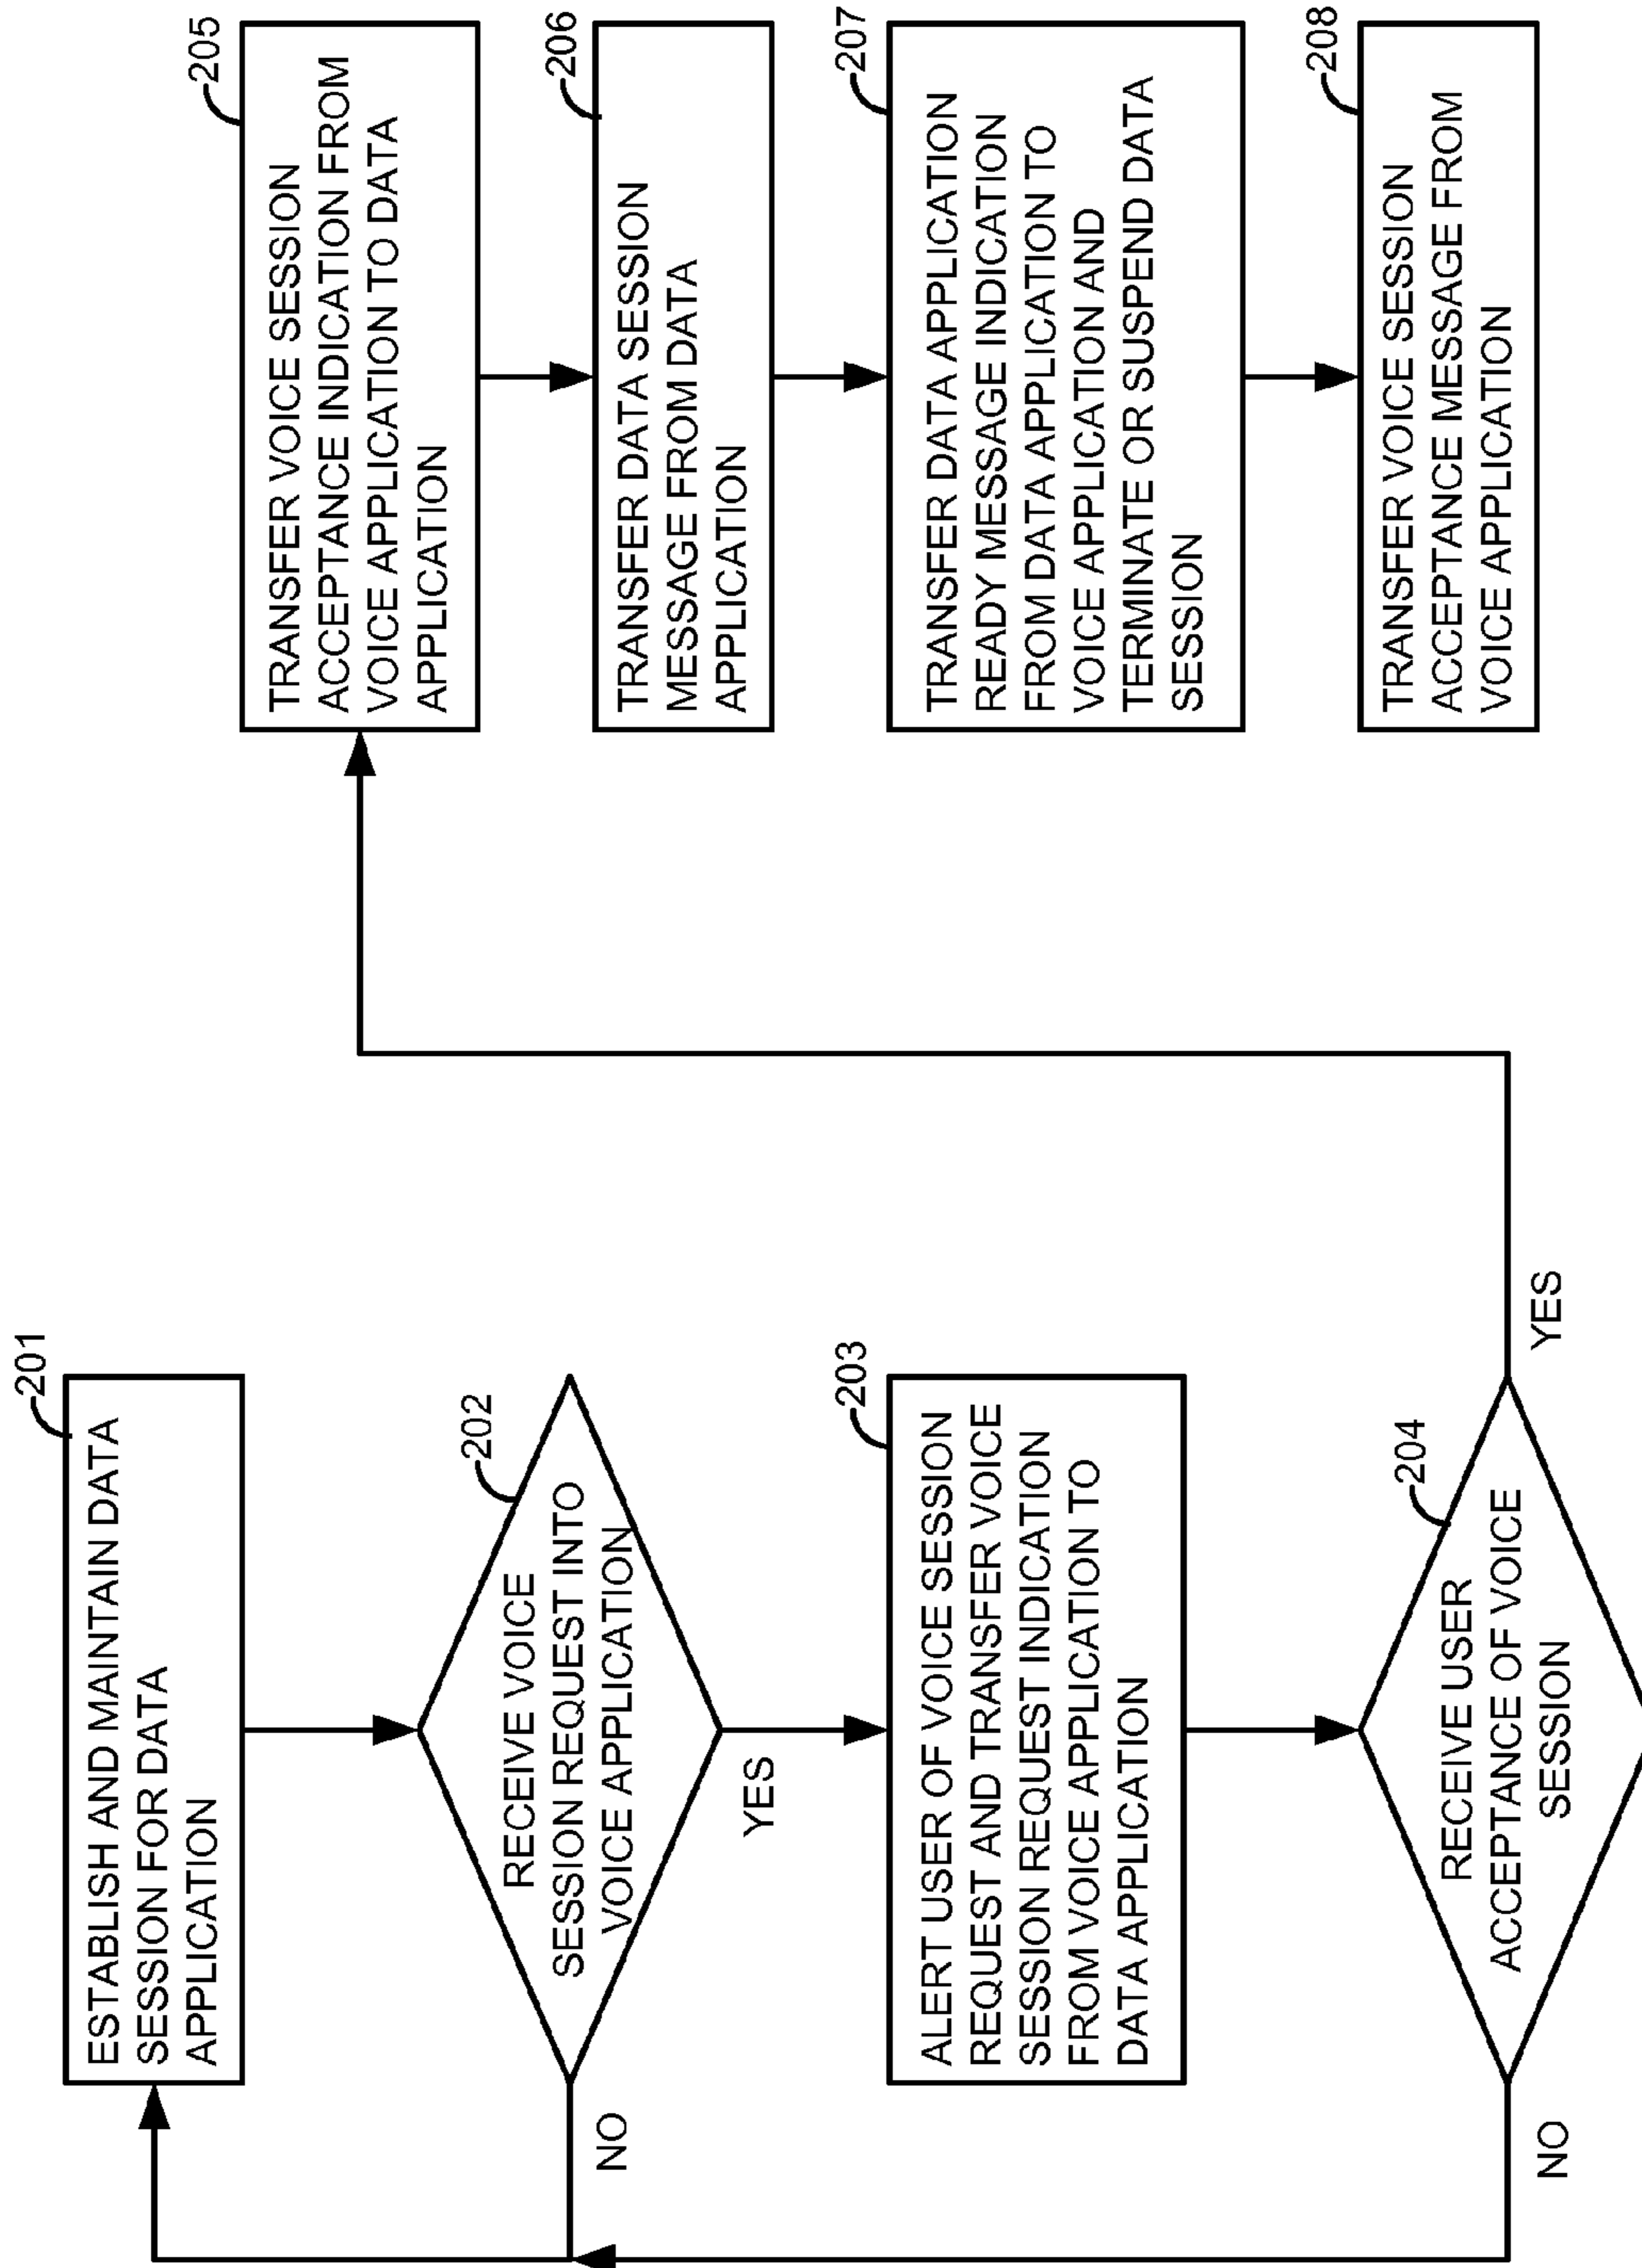 201
ESTABLISH AND MAINTAIN DATA
SESSION FOR DATA
APPLICATION
202
RECEIVE VOICE
SESSION REQUEST INTO
VOICE APPLICATION
NO
YES
203
ALERT USER OF VOICE SESSION
REQUEST AND TRANSFER VOICE
SESSION REQUEST INDICATION
FROM VOICE APPLICATION TO
DATA APPLICATION
204
RECEIVE USER
ACCEPTANCE OF VOICE
SESSION
NO
YES
205
TRANSFER VOICE SESSION
ACCEPTANCE INDICATION FROM
VOICE APPLICATION TO DATA
APPLICATION
206
TRANSFER DATA SESSION
MESSAGE FROM DATA
APPLICATION
207
TRANSFER DATA APPLICATION
READY MESSAGE INDICATION
FROM DATA APPLICATION TO
VOICE APPLICATION AND
TERMINATE OR SUSPEND DATA
SESSION
208
TRANSFER VOICE SESSION
ACCEPTANCE MESSAGE FROM
VOICE APPLICATION